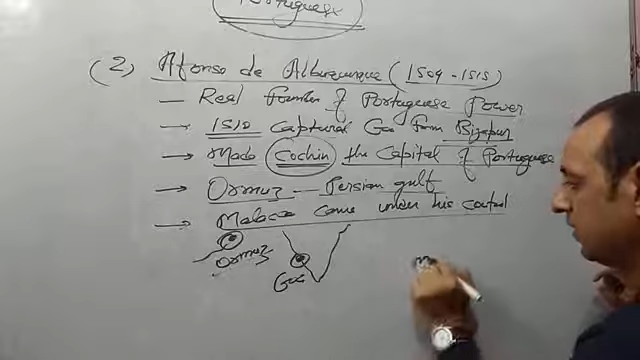 Portuguese
(2) Afonso de Albuquerque (1509-1515)
— Real Founder of Portuguese Power
→ 1510 Captured Goa from Bijapur
→ Made Cochin the Capital of Portuguese
→ Ormuz — Persian gulf
→ Malacca came under his control
Ormuz
Goa